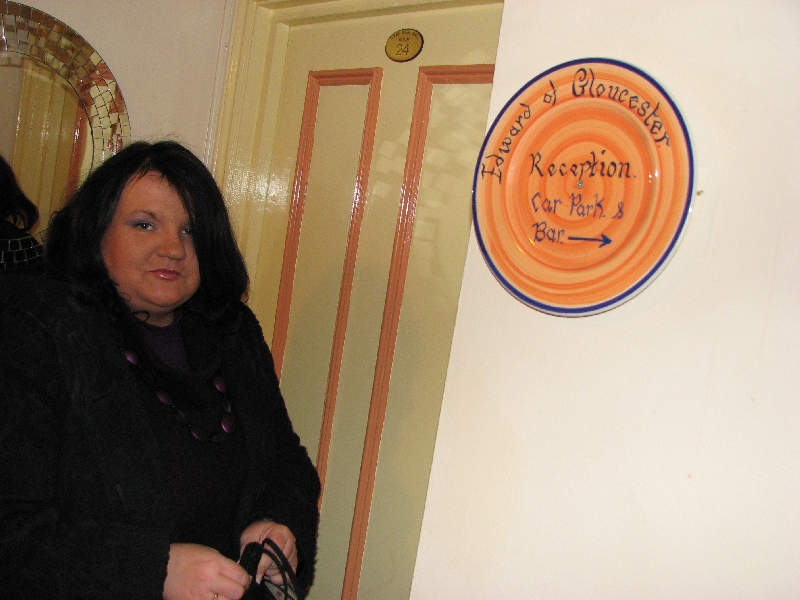 24
Edward of Gloucester
Reception.
Car Park &
Bar